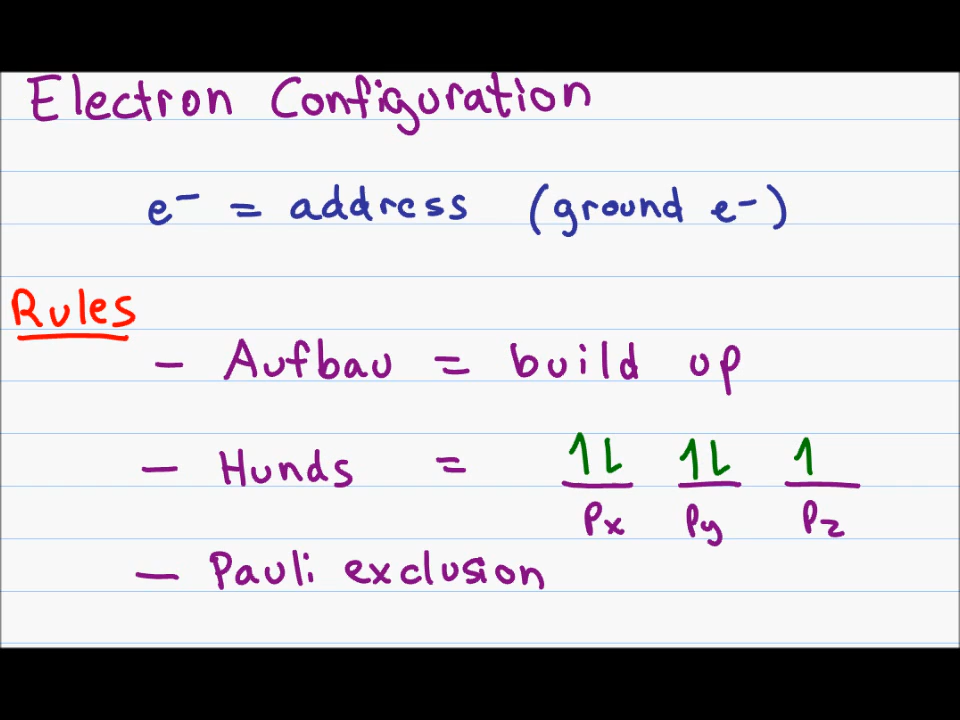 Electron Configuration
e⁻ = address (ground e⁻)
Rules
— Aufbau = build up
— Hunds = 1L 1L 1
Px Py Pz
— Pauli exclusion